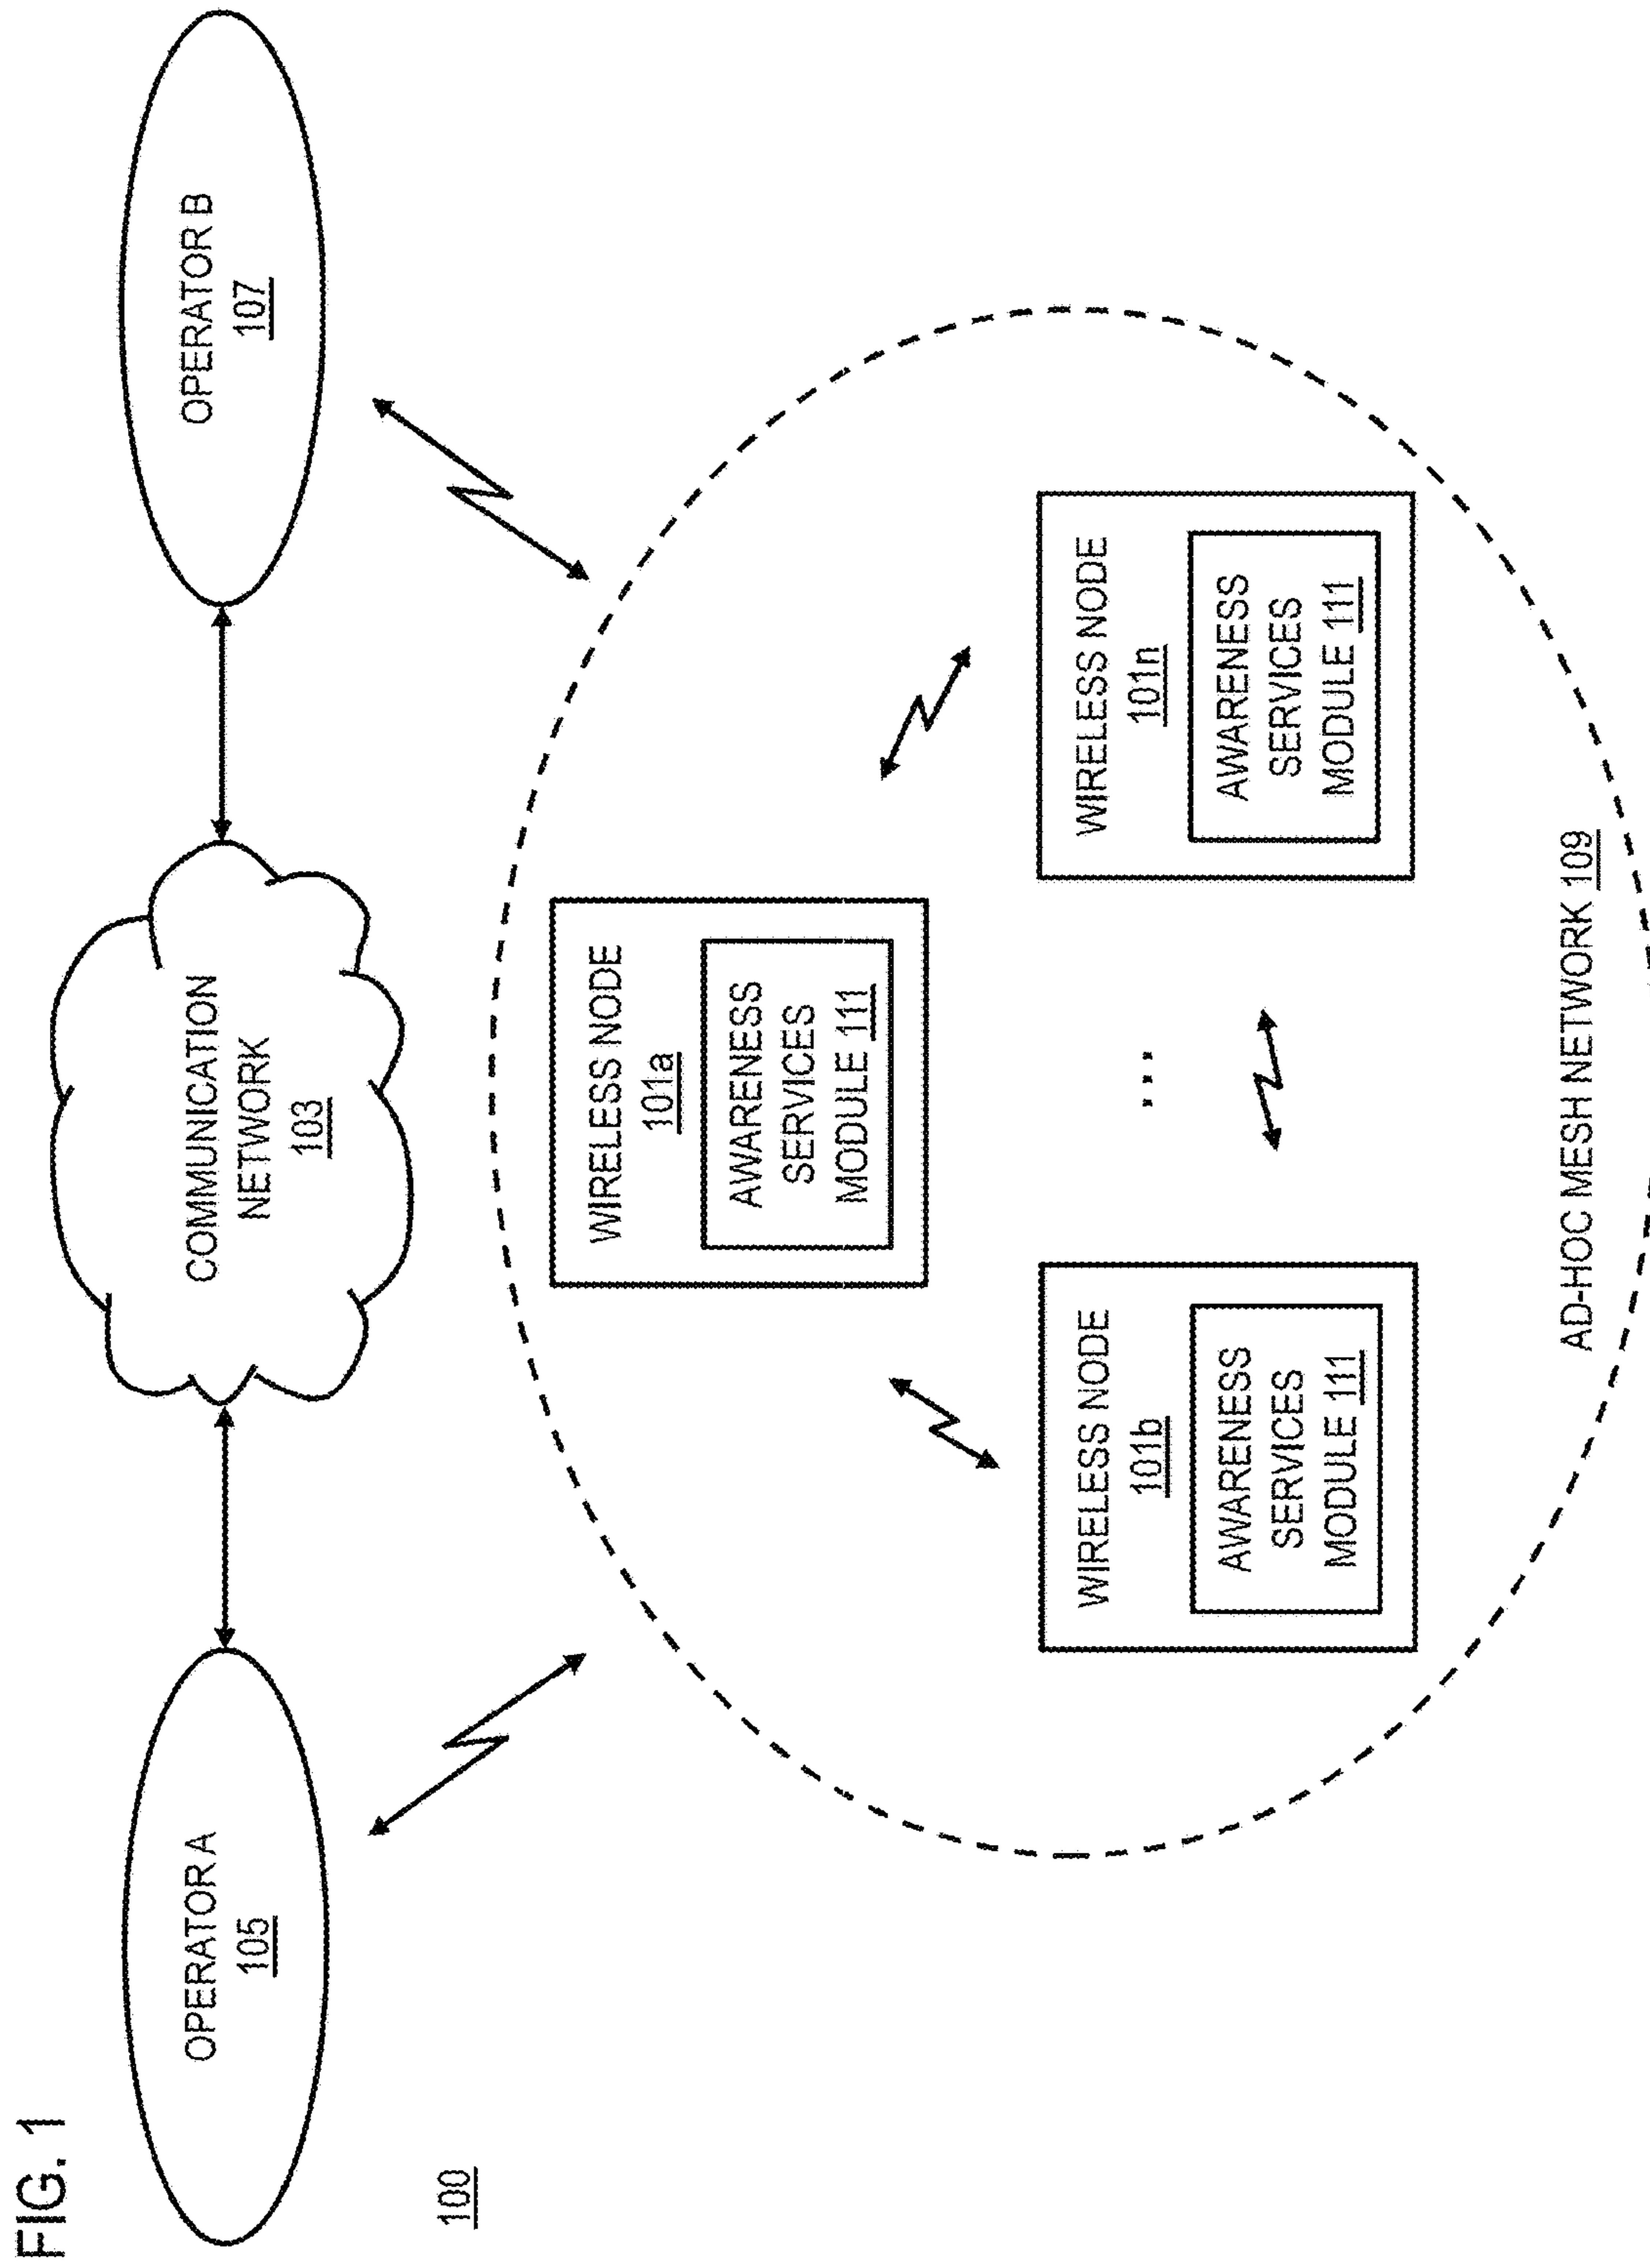 FIG. 1
100
OPERATOR A
105
COMMUNICATION
NETWORK
103
OPERATOR B
107
WIRELESS NODE
101a
AWARENESS
SERVICES
MODULE 111
WIRELESS NODE
101b
AWARENESS
SERVICES
MODULE 111
...
WIRELESS NODE
101n
AWARENESS
SERVICES
MODULE 111
AD-HOC MESH NETWORK 109